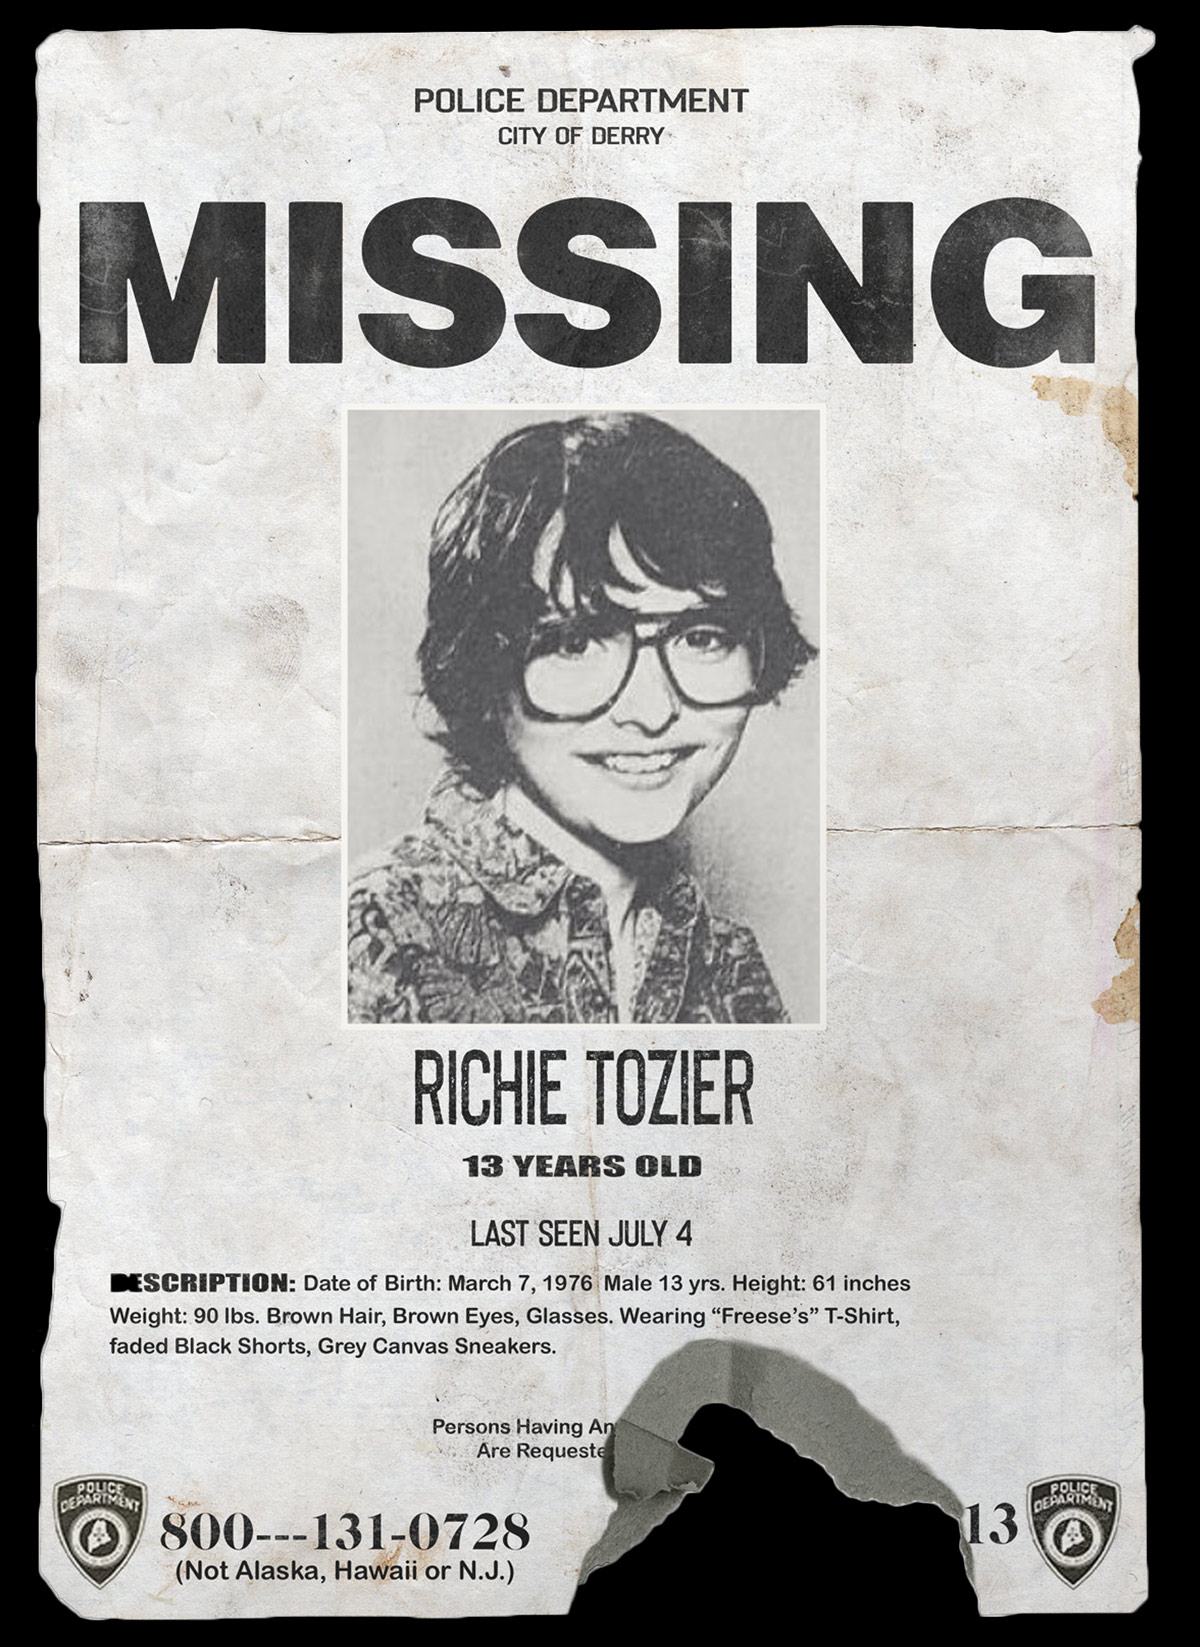 POLICE DEPARTMENT
CITY OF DERRY
MISSING
RICHIE TOZIER
13 YEARS OLD
LAST SEEN JULY 4
DESCRIPTION: Date of Birth: March 7, 1976 Male 13 yrs. Height: 61 inches
Weight: 90 lbs. Brown Hair, Brown Eyes, Glasses. Wearing “Freese’s” T-Shirt,
faded Black Shorts, Grey Canvas Sneakers.
Persons Having An
Are Requeste
POLICE
DEPARTMENT
800---131-0728
(Not Alaska, Hawaii or N.J.)
13
POLICE
DEPARTMENT